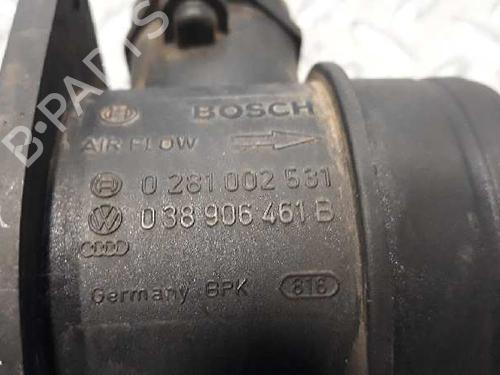 B-PARTS
BOSCH
AIR FLOW
0 281 002 531
038 906 461 B
Germany BPK 816